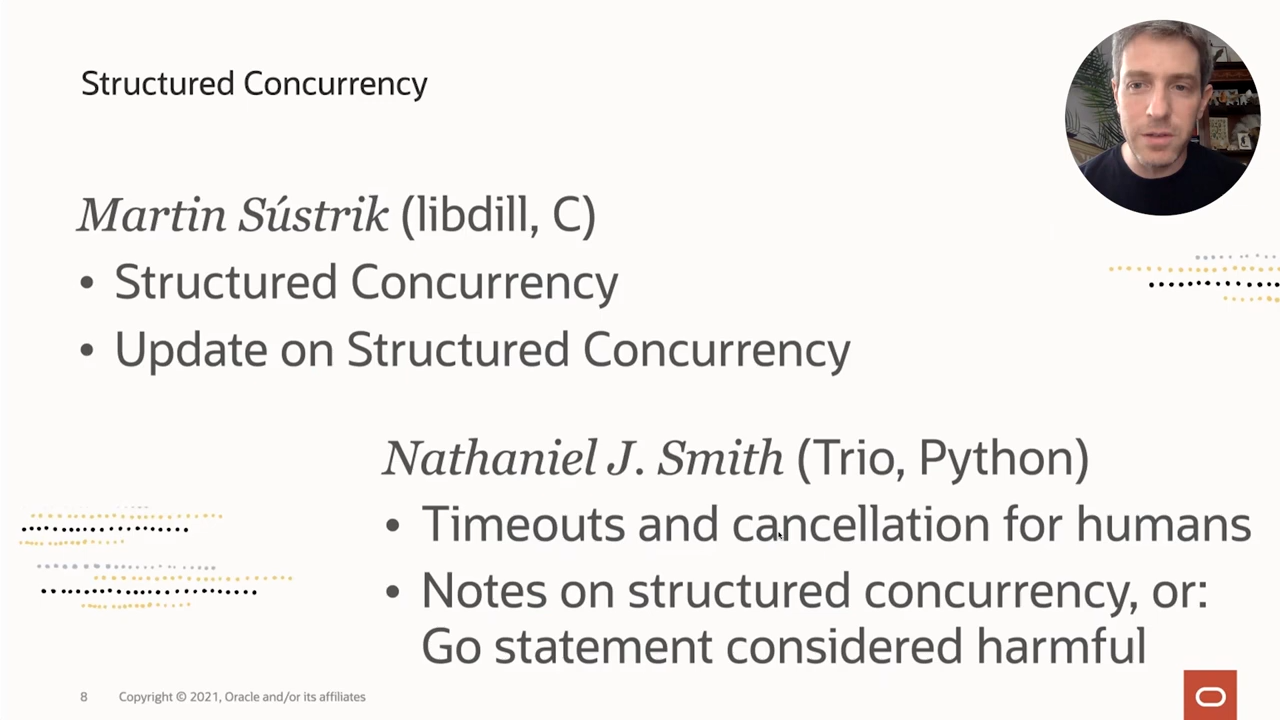 Structured Concurrency
Martin Sústrik (libdill, C)
• Structured Concurrency
• Update on Structured Concurrency
Nathaniel J. Smith (Trio, Python)
• Timeouts and cancellation for humans
• Notes on structured concurrency, or:
Go statement considered harmful
8 Copyright © 2021, Oracle and/or its affiliates